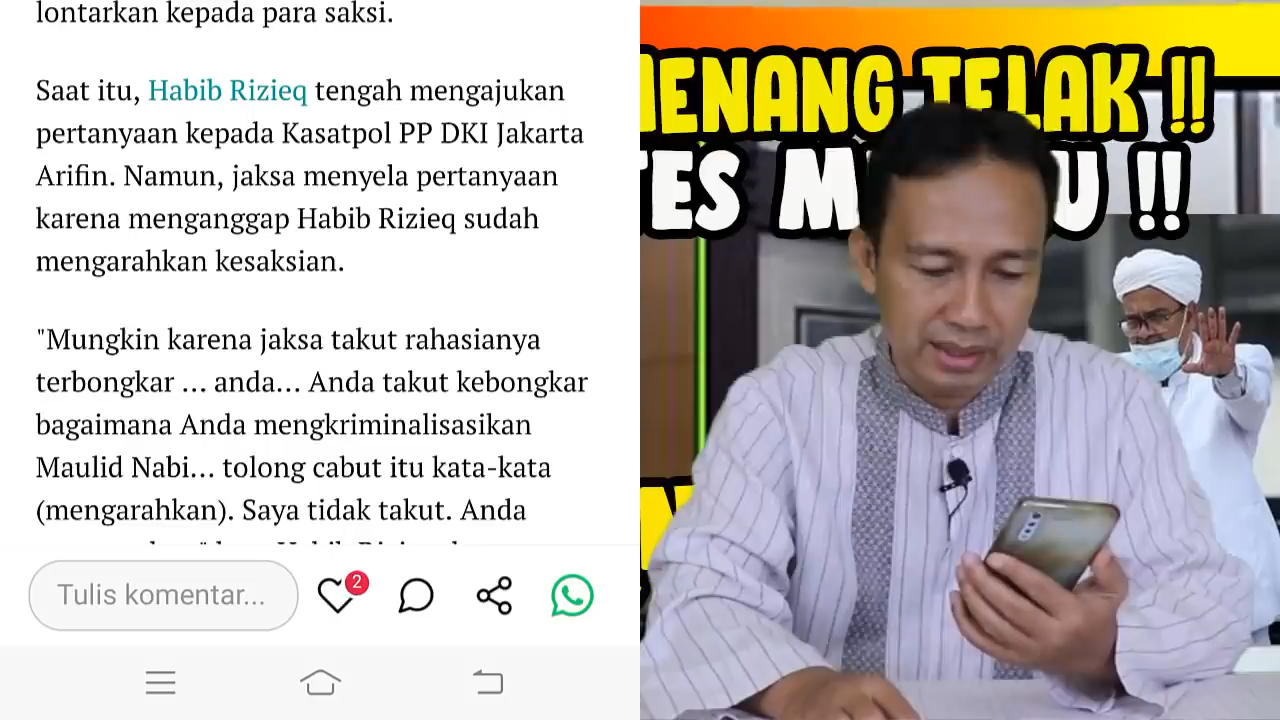 lontarkan kepada para saksi.
Saat itu, Habib Rizieq tengah mengajukan
pertanyaan kepada Kasatpol PP DKI Jakarta
Arifin. Namun, jaksa menyela pertanyaan
karena menganggap Habib Rizieq sudah
mengarahkan kesaksian.
"Mungkin karena jaksa takut rahasianya
terbongkar ... anda... Anda takut kebongkar
bagaimana Anda mengkriminalisasikan
Maulid Nabi... tolong cabut itu kata-kata
(mengarahkan). Saya tidak takut. Anda
Tulis komentar...
2
MENANG TELAK !!
!!